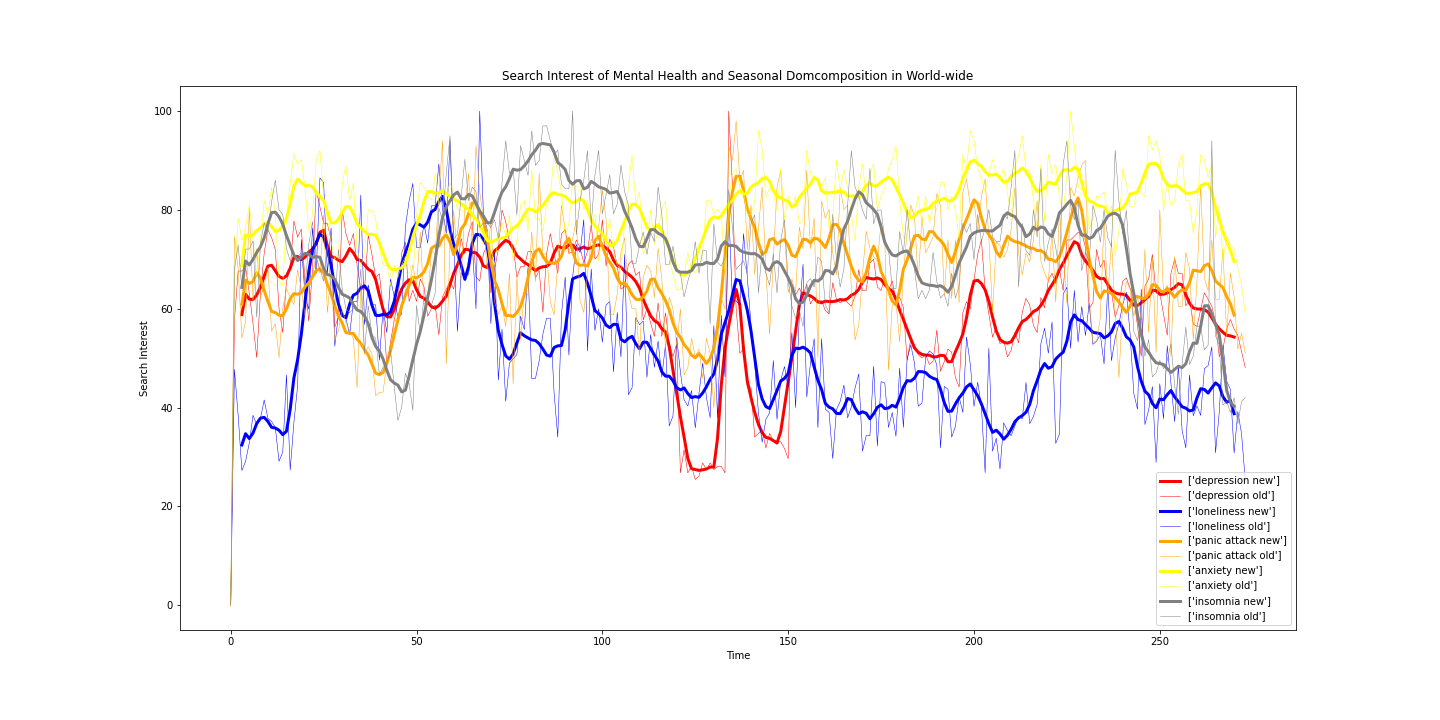 Search Interest of Mental Health and Seasonal Domcomposition in World-wide
100
80
60
40
20
0
Search Interest
0 50 100 150 200 250
Time
['depression new']
['depression old']
['loneliness new']
['loneliness old']
['panic attack new']
['panic attack old']
['anxiety new']
['anxiety old']
['insomnia new']
['insomnia old']